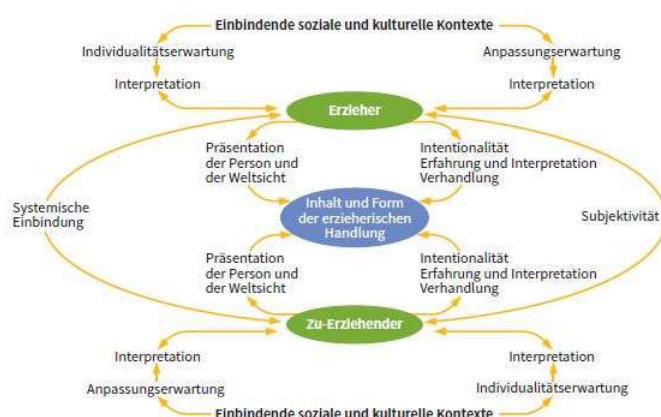 Einbindende soziale und kulturelle Kontexte
Individualitätserwartung
Anpassungserwartung
Interpretation
Interpretation
Erzieher
Präsentation
der Person und
der Weltsicht
Intentionalität
Erfahrung und Interpretation
Verhandlung
Systemische
Einbindung
Inhalt und Form
der erzieherischen
Handlung
Subjektivität
Präsentation
der Person und
der Weltsicht
Intentionalität
Erfahrung und Interpretation
Verhandlung
Zu-Erziehender
Interpretation
Interpretation
Anpassungserwartung
Individualitätserwartung
Einbindende soziale und kulturelle Kontexte